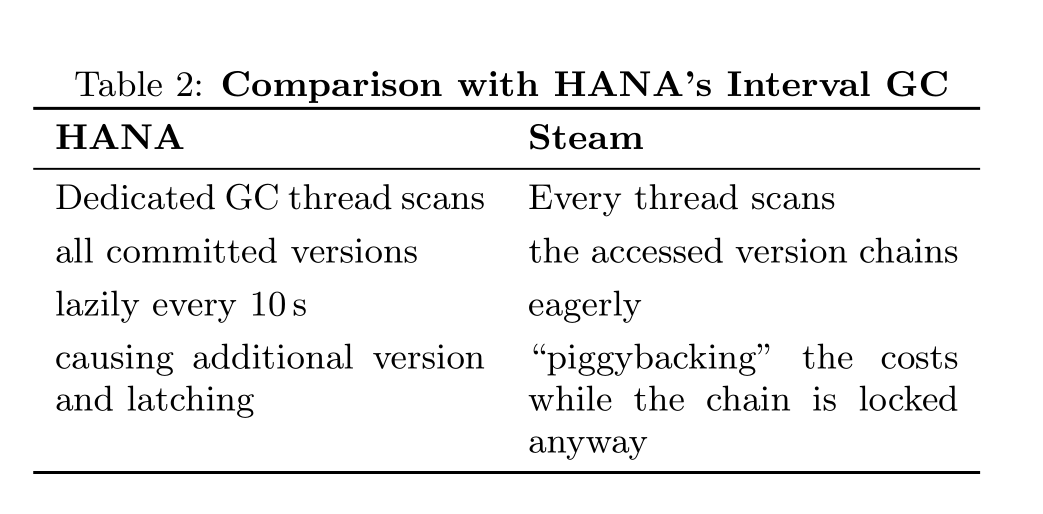 Table 2: Comparison with HANA's Interval GC
HANA Steam
Dedicated GC thread scans Every thread scans
all committed versions the accessed version chains
lazily every 10 s eagerly
causing additional version “piggybacking” the costs
and latching while the chain is locked
anyway